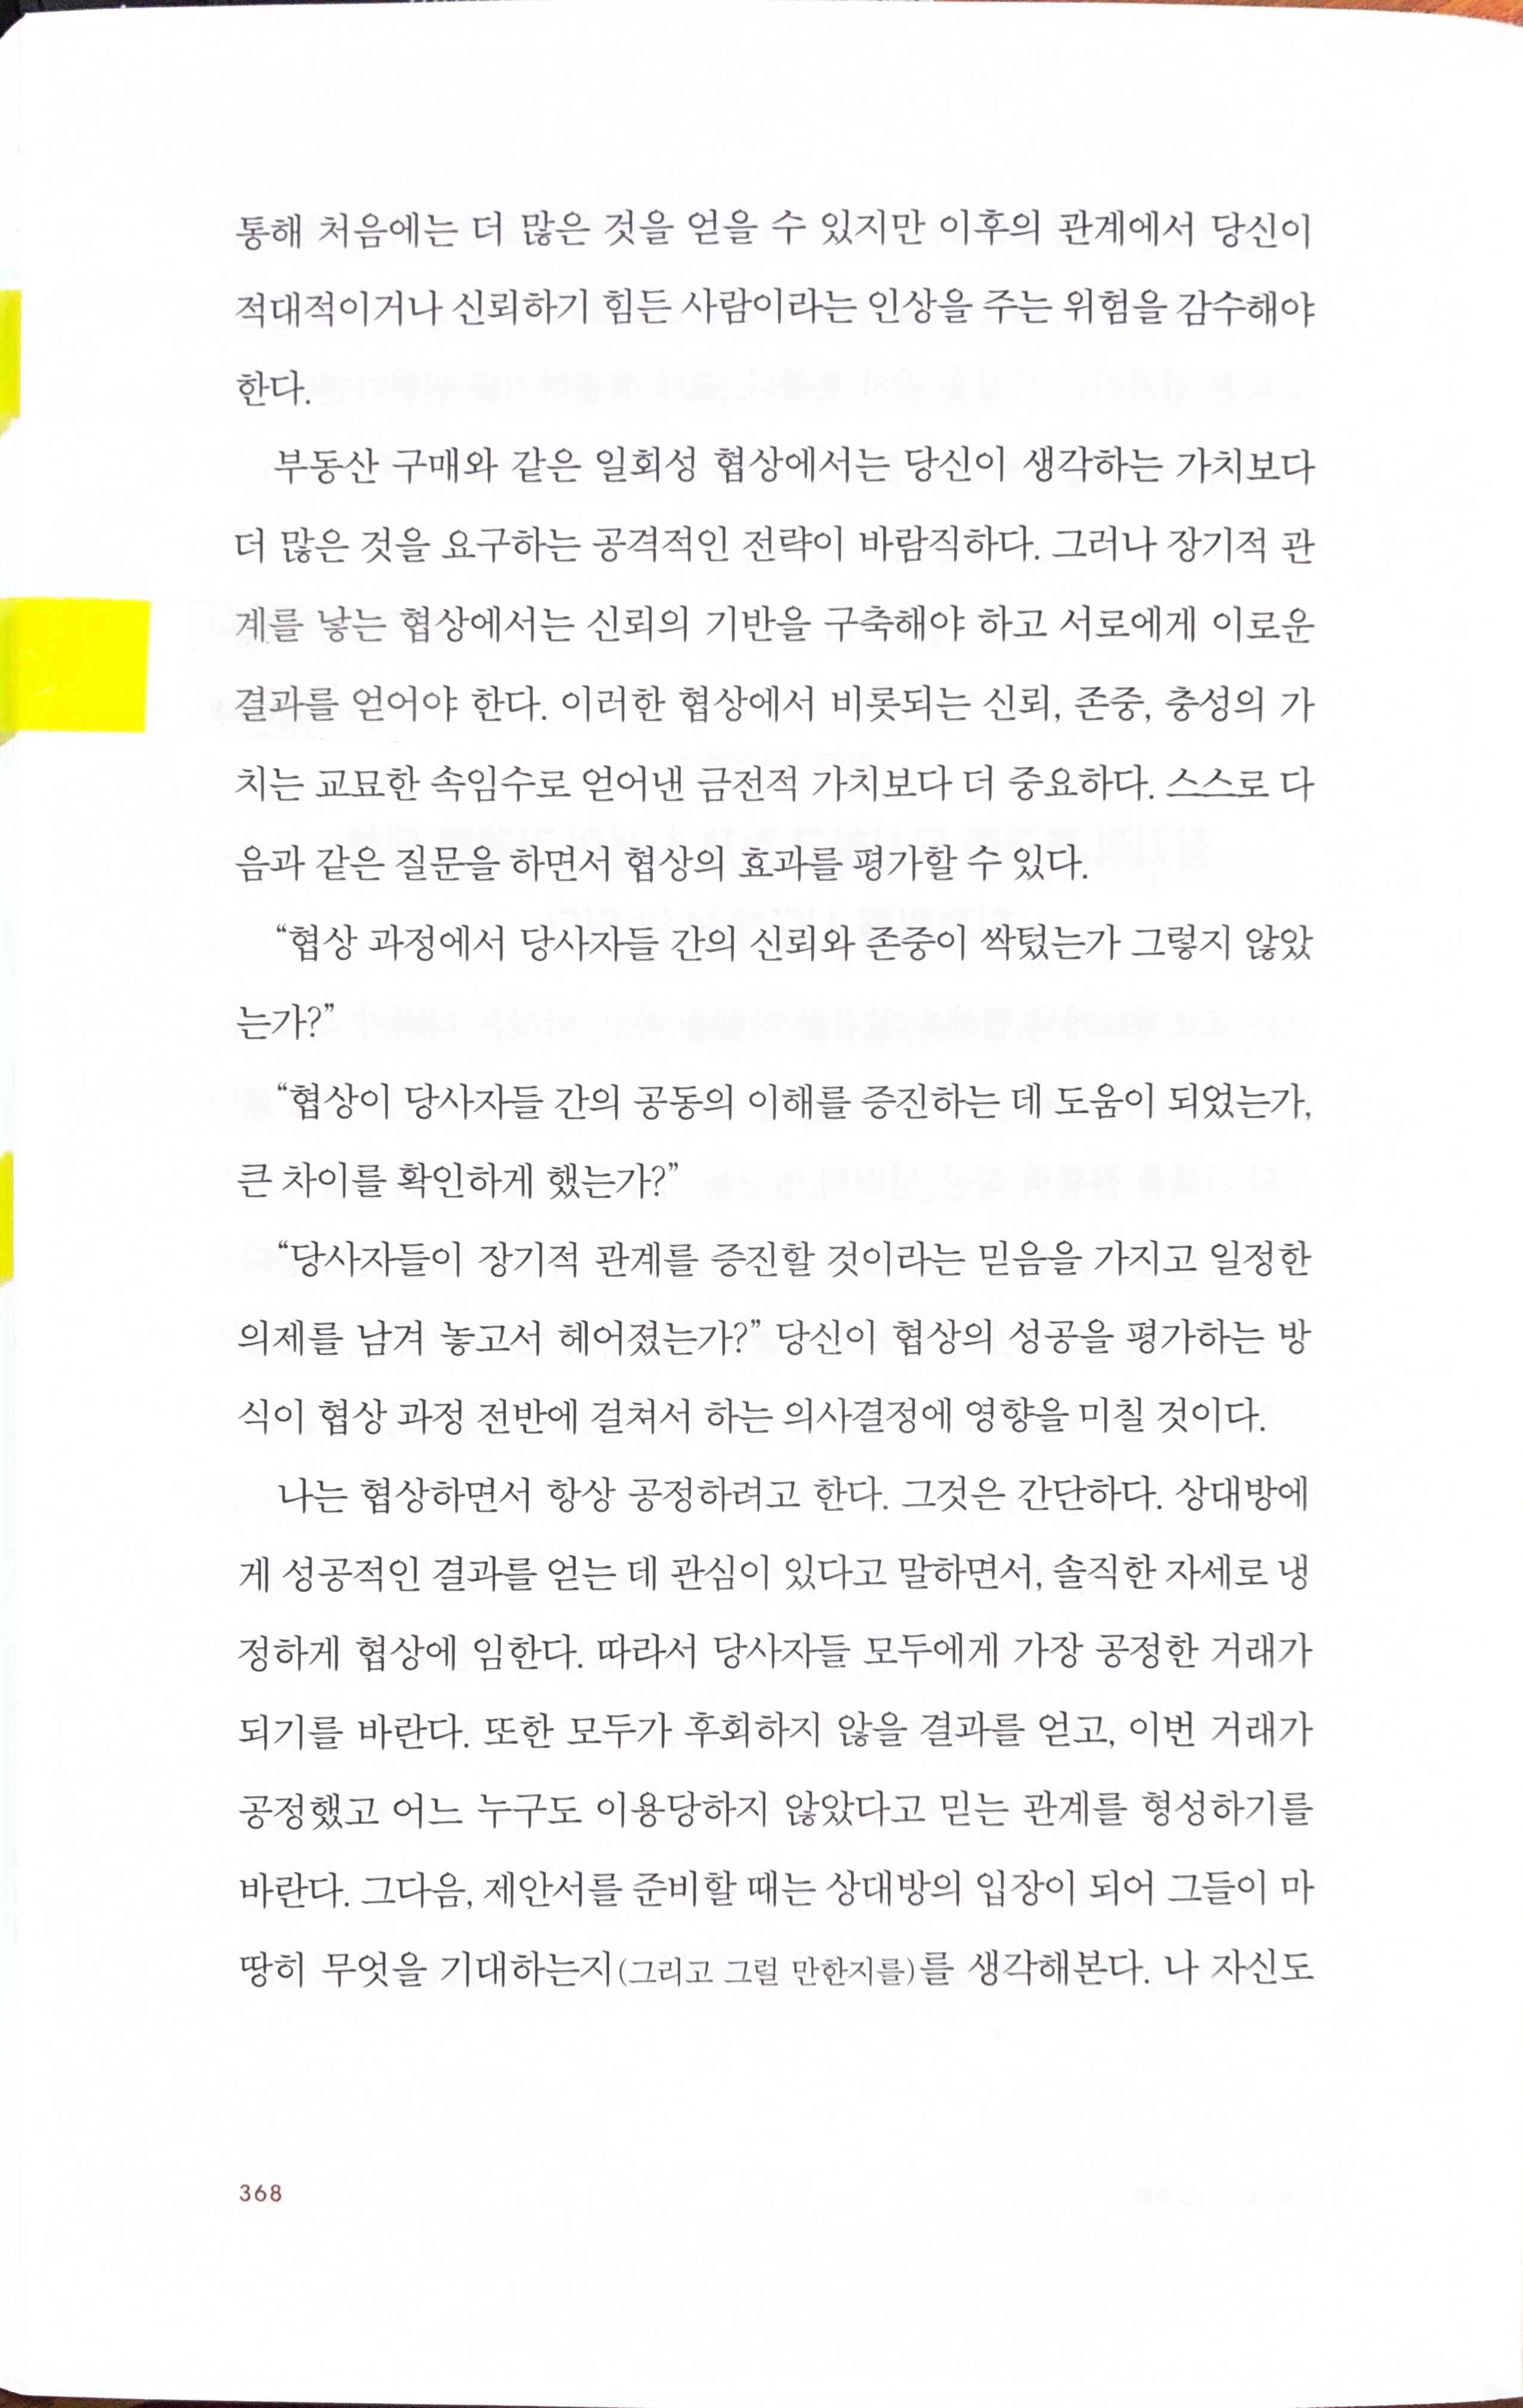 통해 처음에는 더 많은 것을 얻을 수 있지만 이후의 관계에서 당신이
적대적이거나 신뢰하기 힘든 사람이라는 인상을 주는 위험을 감수해야
한다.
부동산 구매와 같은 일회성 협상에서는 당신이 생각하는 가치보다
더 많은 것을 요구하는 공격적인 전략이 바람직하다. 그러나 장기적 관
계를 낳는 협상에서는 신뢰의 기반을 구축해야 하고 서로에게 이로운
결과를 얻어야 한다. 이러한 협상에서 비롯되는 신뢰, 존중, 충성의 가
치는 교묘한 속임수로 얻어낸 금전적 가치보다 더 중요하다. 스스로 다
음과 같은 질문을 하면서 협상의 효과를 평가할 수 있다.
“협상 과정에서 당사자들 간의 신뢰와 존중이 싹텄는가 그렇지 않았
는가?”
“협상이 당사자들 간의 공동의 이해를 증진하는 데 도움이 되었는가,
큰 차이를 확인하게 했는가?”
“당사자들이 장기적 관계를 증진할 것이라는 믿음을 가지고 일정한
의제를 남겨 놓고서 헤어졌는가?” 당신이 협상의 성공을 평가하는 방
식이 협상 과정 전반에 걸쳐서 하는 의사결정에 영향을 미칠 것이다.
나는 협상하면서 항상 공정하려고 한다. 그것은 간단하다. 상대방에
게 성공적인 결과를 얻는 데 관심이 있다고 말하면서, 솔직한 자세로 냉
정하게 협상에 임한다. 따라서 당사자들 모두에게 가장 공정한 거래가
되기를 바란다. 또한 모두가 후회하지 않을 결과를 얻고, 이번 거래가
공정했고 어느 누구도 이용당하지 않았다고 믿는 관계를 형성하기를
바란다. 그다음, 제안서를 준비할 때는 상대방의 입장이 되어 그들이 마
땅히 무엇을 기대하는지(그리고 그럴 만한지를)를 생각해본다. 나 자신도
368